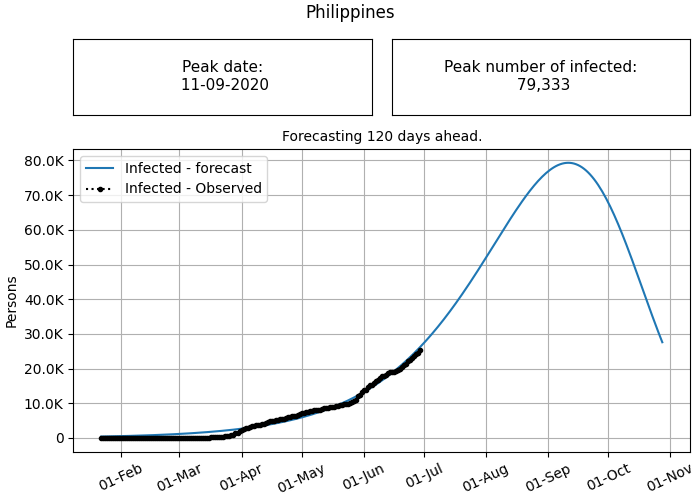 Philippines
Peak date:
11-09-2020
Peak number of infected:
79,333
Forecasting 120 days ahead.
Infected - forecast
Infected - Observed
80.0K
70.0K
60.0K
50.0K
40.0K
30.0K
20.0K
10.0K
0
Persons
01-Feb
01-Mar
01-Apr
01-May
01-Jun
01-Jul
01-Aug
01-Sep
01-Oct
01-Nov